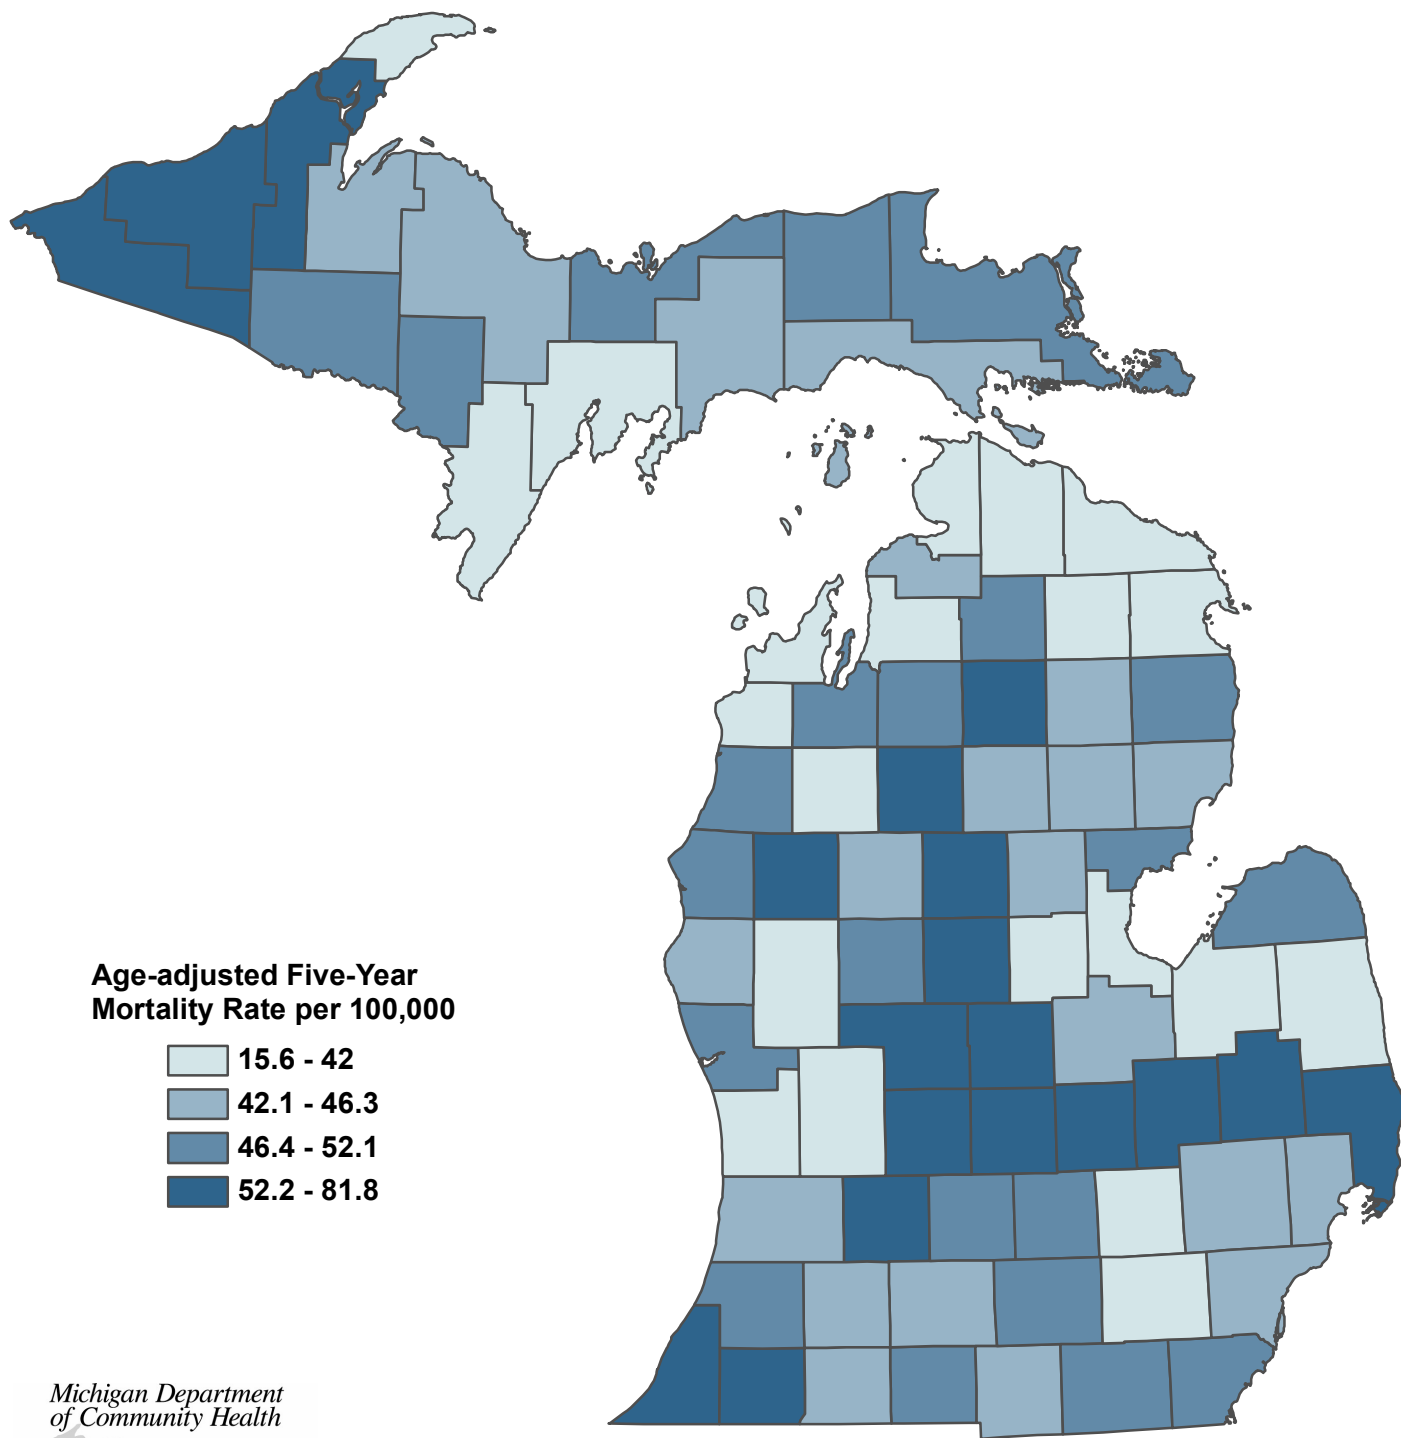 Age-adjusted Five-Year
Mortality Rate per 100,000
15.6 - 42
42.1 - 46.3
46.4 - 52.1
52.2 - 81.8
Michigan Department
of Community Health